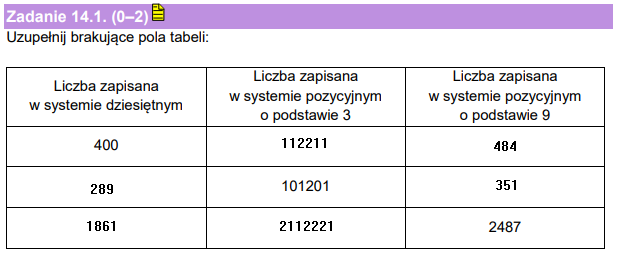 Zadanie 14.1. (0–2)
Uzupełnij brakujące pola tabeli:
Liczba zapisana
w systemie dziesiętnym
Liczba zapisana
w systemie pozycyjnym
o podstawie 3
Liczba zapisana
w systemie pozycyjnym
o podstawie 9
400
112211
484
289
101201
351
1861
2112221
2487